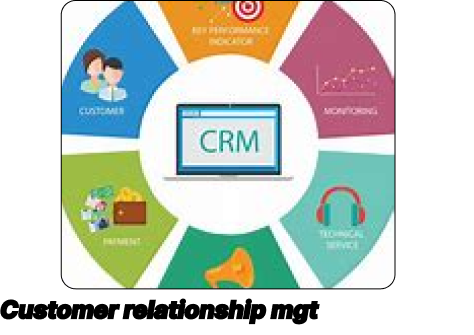 KEY PERFORMANCE
INDICATOR
CUSTOMER
MONITORING
CRM
PAYMENT
TECHNICAL
SERVICE
Customer relationship mgt